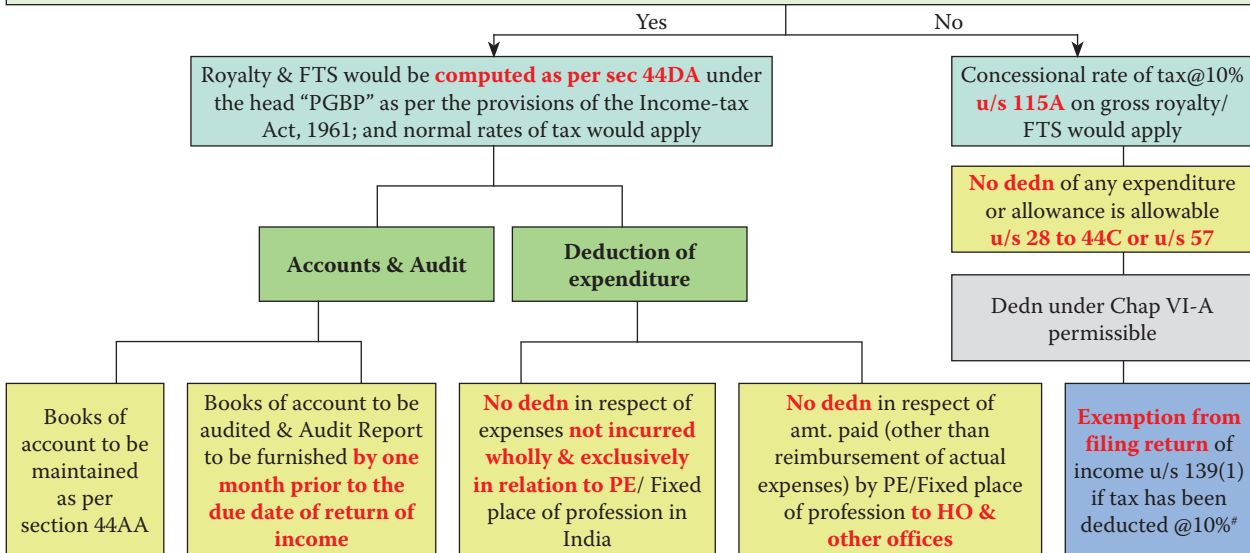 Yes
No
Royalty & FTS would be computed as per sec 44DA under
the head “PGBP” as per the provisions of the Income-tax
Act, 1961; and normal rates of tax would apply
Concessional rate of tax@10%
u/s 115A on gross royalty/
FTS would apply
No dedn of any expenditure
or allowance is allowable
u/s 28 to 44C or u/s 57
Accounts & Audit
Deduction of
expenditure
Dedn under Chap VI-A
permissible
Books of
account to be
maintained
as per
section 44AA
Books of account to be
audited & Audit Report
to be furnished by one
month prior to the
due date of return of
income
No dedn in respect of
expenses not incurred
wholly & exclusively
in relation to PE/ Fixed
place of profession in
India
No dedn in respect of
amt. paid (other than
reimbursement of actual
expenses) by PE/Fixed place
of profession to HO &
other offices
Exemption from
filing return of
income u/s 139(1)
if tax has been
deducted @10%#